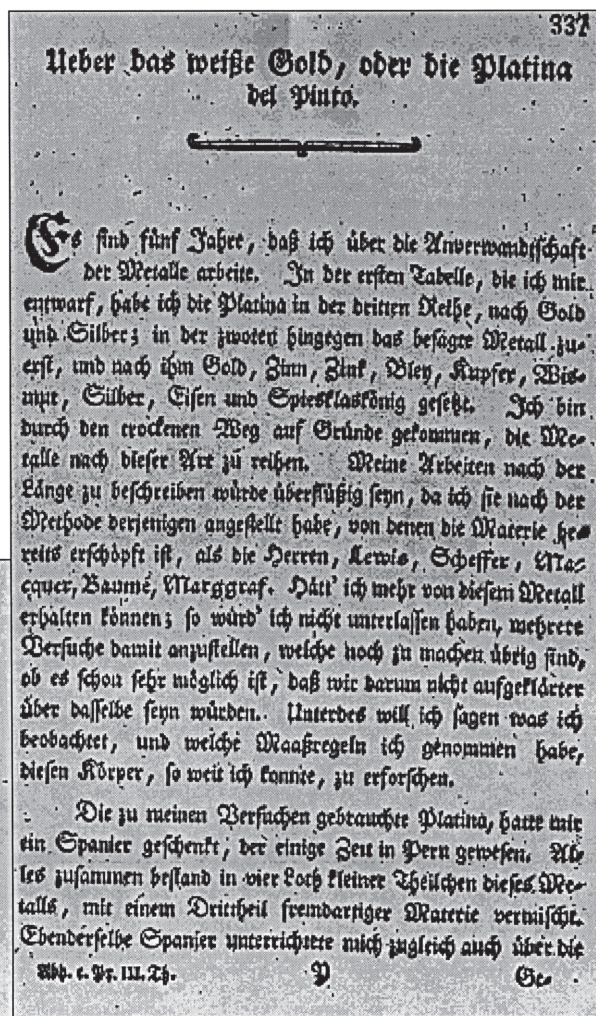 337
Ueber das weiße Gold, oder die Platina
del Pinto.
Es sind fünf Jahre, daß ich über die Anverwandtschaft
der Metalle arbeite. In der ersten Tabelle, die ich mir
entwarf, habe ich die Platina in der dritten Reihe, nach Gold
und Silber; in der zwoten hingegen das besagte Metall zu-
erst, und nach ihm Gold, Zinn, Zink, Bley, Kupfer, Wis-
mut, Silber, Eisen und Spiesklaskönig gesetzt. Ich bin
durch den trockenen Weg auf Gründe gekommen, die Me-
talle nach dieser Art zu reihen. Meine Arbeiten nach der
Länge zu beschreiben würde überflüßig seyn, da ich sie nach der
Methode derjenigen angestellt habe, von denen die Materie be-
reits erschöpft ist, als die Herren, Lewis, Scheffer, Mac-
cquer, Baumé, Marggraf. Hätt' ich mehr von diesem Metall
erhalten können; so würd' ich nicht unterlassen haben, mehrere
Versuche damit anzustellen, welche noch zu machen übrig sind,
ob es schon sehr möglich ist, daß wir darum nicht aufgeklärter
über dasselbe seyn würden. Unterdes will ich sagen was ich
beobachtet, und welche Maaßregeln ich genommen habe,
diesen Körper, so weit ich konnte, zu erforschen.
Die zu meinen Versuchen gebrauchte Platina, hatte mir
ein Spanier geschenkt, der einige Zeit in Peru gewesen. Al-
les zusammen bestand in vier Loth kleiner Theilchen dieses Me-
talls, mit einem Drittheil fremdartiger Materie vermischt.
Ebenderselbe Spanier unterrichtete mich zugleich auch über die
Abh. e. Pr. III. Th. Y Ge-